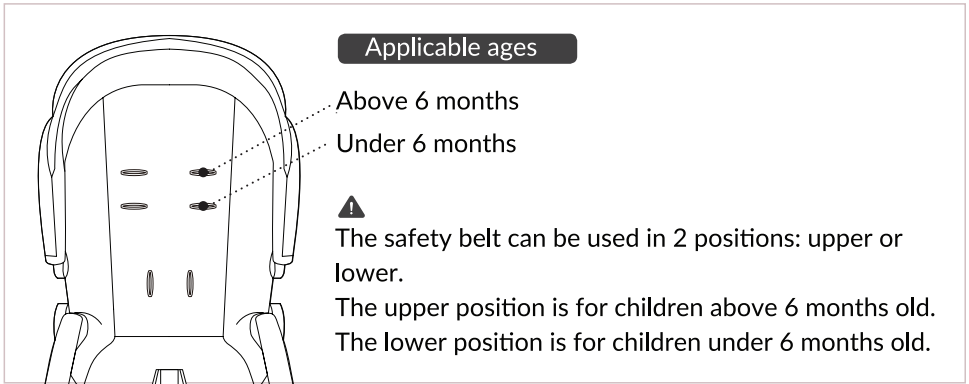 Applicable ages
Above 6 months
Under 6 months
The safety belt can be used in 2 positions: upper or
lower.
The upper position is for children above 6 months old.
The lower position is for children under 6 months old.